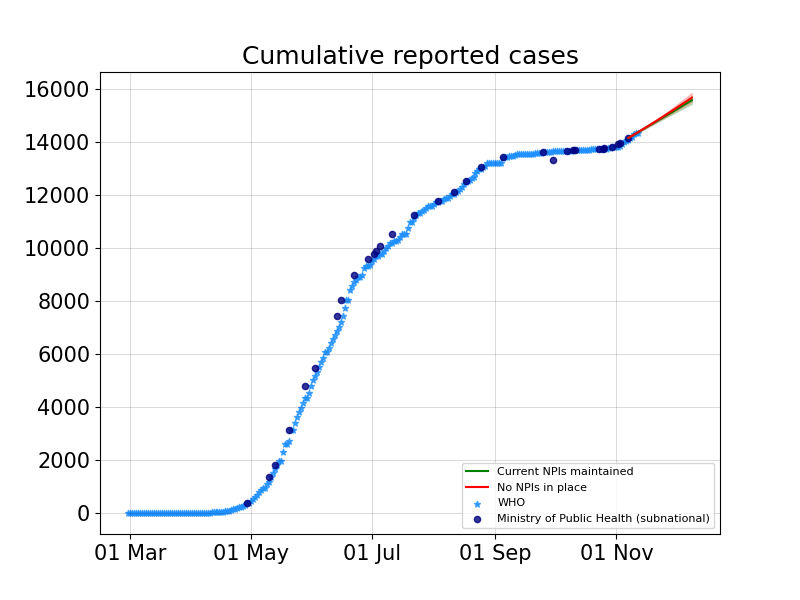 Cumulative reported cases
16000
14000
12000
10000
8000
6000
4000
2000
0
01 Mar
01 May
01 Jul
01 Sep
01 Nov
Current NPIs maintained
No NPIs in place
WHO
Ministry of Public Health (subnational)